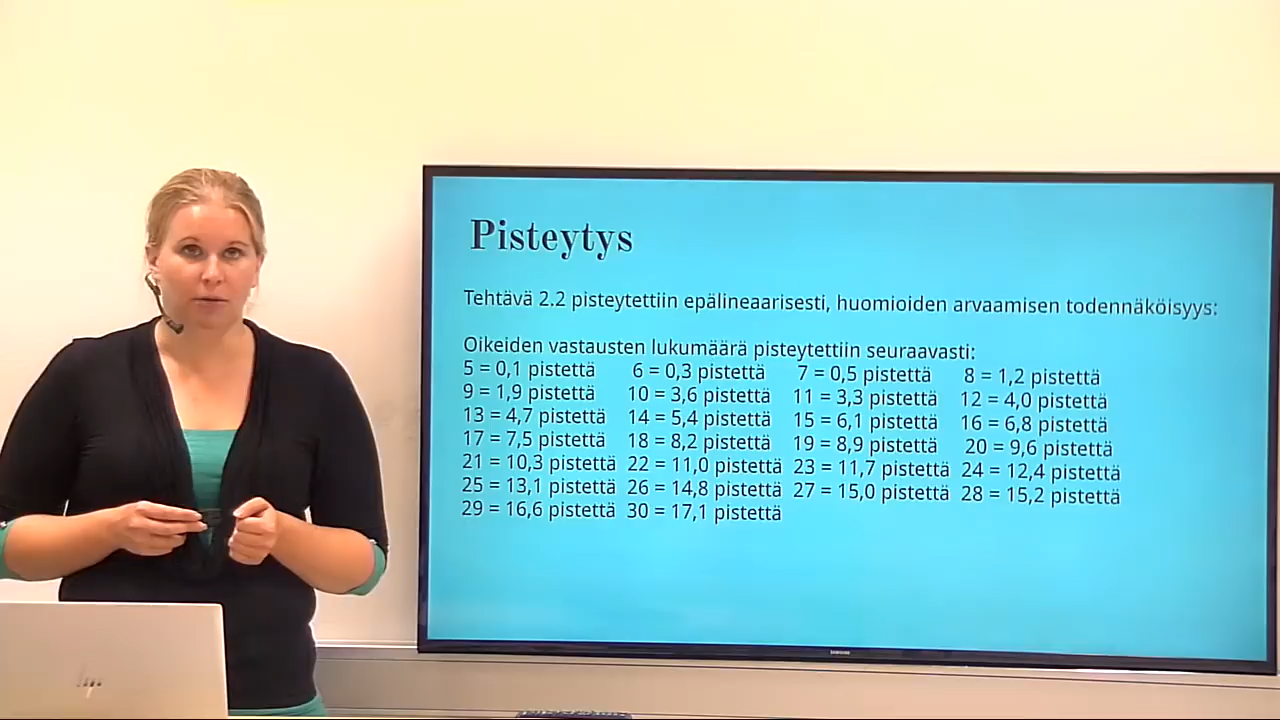 Pisteytys
Tehtävä 2.2 pisteytettiin epälineaarisesti, huomioiden arvaamisen todennäköisyys:
Oikeiden vastausten lukumäärä pisteytettiin seuraavasti:
5 = 0,1 pistettä 6 = 0,3 pistettä 7 = 0,5 pistettä 8 = 1,2 pistettä
9 = 1,9 pistettä 10 = 3,6 pistettä 11 = 3,3 pistettä 12 = 4,0 pistettä
13 = 4,7 pistettä 14 = 5,4 pistettä 15 = 6,1 pistettä 16 = 6,8 pistettä
17 = 7,5 pistettä 18 = 8,2 pistettä 19 = 8,9 pistettä 20 = 9,6 pistettä
21 = 10,3 pistettä 22 = 11,0 pistettä 23 = 11,7 pistettä 24 = 12,4 pistettä
25 = 13,1 pistettä 26 = 14,8 pistettä 27 = 15,0 pistettä 28 = 15,2 pistettä
29 = 16,6 pistettä 30 = 17,1 pistettä
SAMSUNG
hp